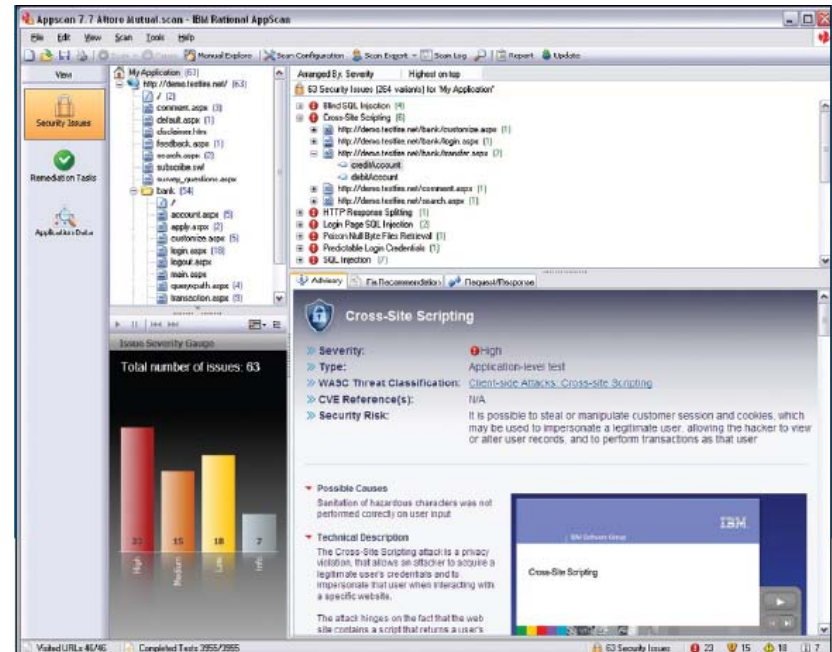 Appscan 7.7 Altoro Mutual.scan - IBM Rational AppScan
File Edit View Scan Tools Help
Manual Explore Scan Configuration Scan Expert Scan Log Report Update
View
Security Issues
Remediation Tasks
Application Data
My Application (63)
http://demo.testfire.net/ (63)
/ (2)
comment.aspx (3)
default.aspx (1)
disclaimer.htm
feedback.aspx (1)
search.aspx (2)
subscribe.swf
survey_questions.aspx
bank (54)
/
account.aspx (5)
apply.aspx (2)
customize.aspx (5)
login.aspx (18)
logout.aspx
main.aspx
queryxpath.aspx (4)
transaction.aspx (9)
Issue Severity Gauge
Total number of issues: 63
23 15 18 7
High Medium Low Info
Arranged By: Severity Highest on top
63 Security Issues (264 variants) for 'My Application'
Blind SQL Injection (4)
Cross-Site Scripting (6)
http://demo.testfire.net/bank/customize.aspx (1)
http://demo.testfire.net/bank/login.aspx (1)
http://demo.testfire.net/bank/transfer.aspx (2)
creditAccount
debitAccount
http://demo.testfire.net/comment.aspx (1)
http://demo.testfire.net/search.aspx (1)
HTTP Response Splitting (1)
Login Page SQL Injection (2)
Poison Null Byte Files Retrieval (1)
Predictable Login Credentials (1)
SQL Injection (7)
Advisory Fix Recommendation Request/Response
Cross-Site Scripting
Severity: High
Type: Application-level test
WASC Threat Classification: Client-side Attacks: Cross-site Scripting
CVE Reference(s): N/A
Security Risk: It is possible to steal or manipulate customer session and cookies, which
may be used to impersonate a legitimate user, allowing the hacker to view
or alter user records, and to perform transactions as that user
Possible Causes
Sanitation of hazardous characters was not
performed correctly on user input
Technical Description
The Cross-Site Scripting attack is a privacy
violation, that allows an attacker to acquire a
legitimate user's credentials and to
impersonate that user when interacting with
a specific website.
The attack hinges on the fact that the web
site contains a script that returns a user's
IBM Software Group
IBM
Cross-Site Scripting
Visited URLs 46/46 Completed Tests 3955/3955 63 Security Issues 23 15 18 7